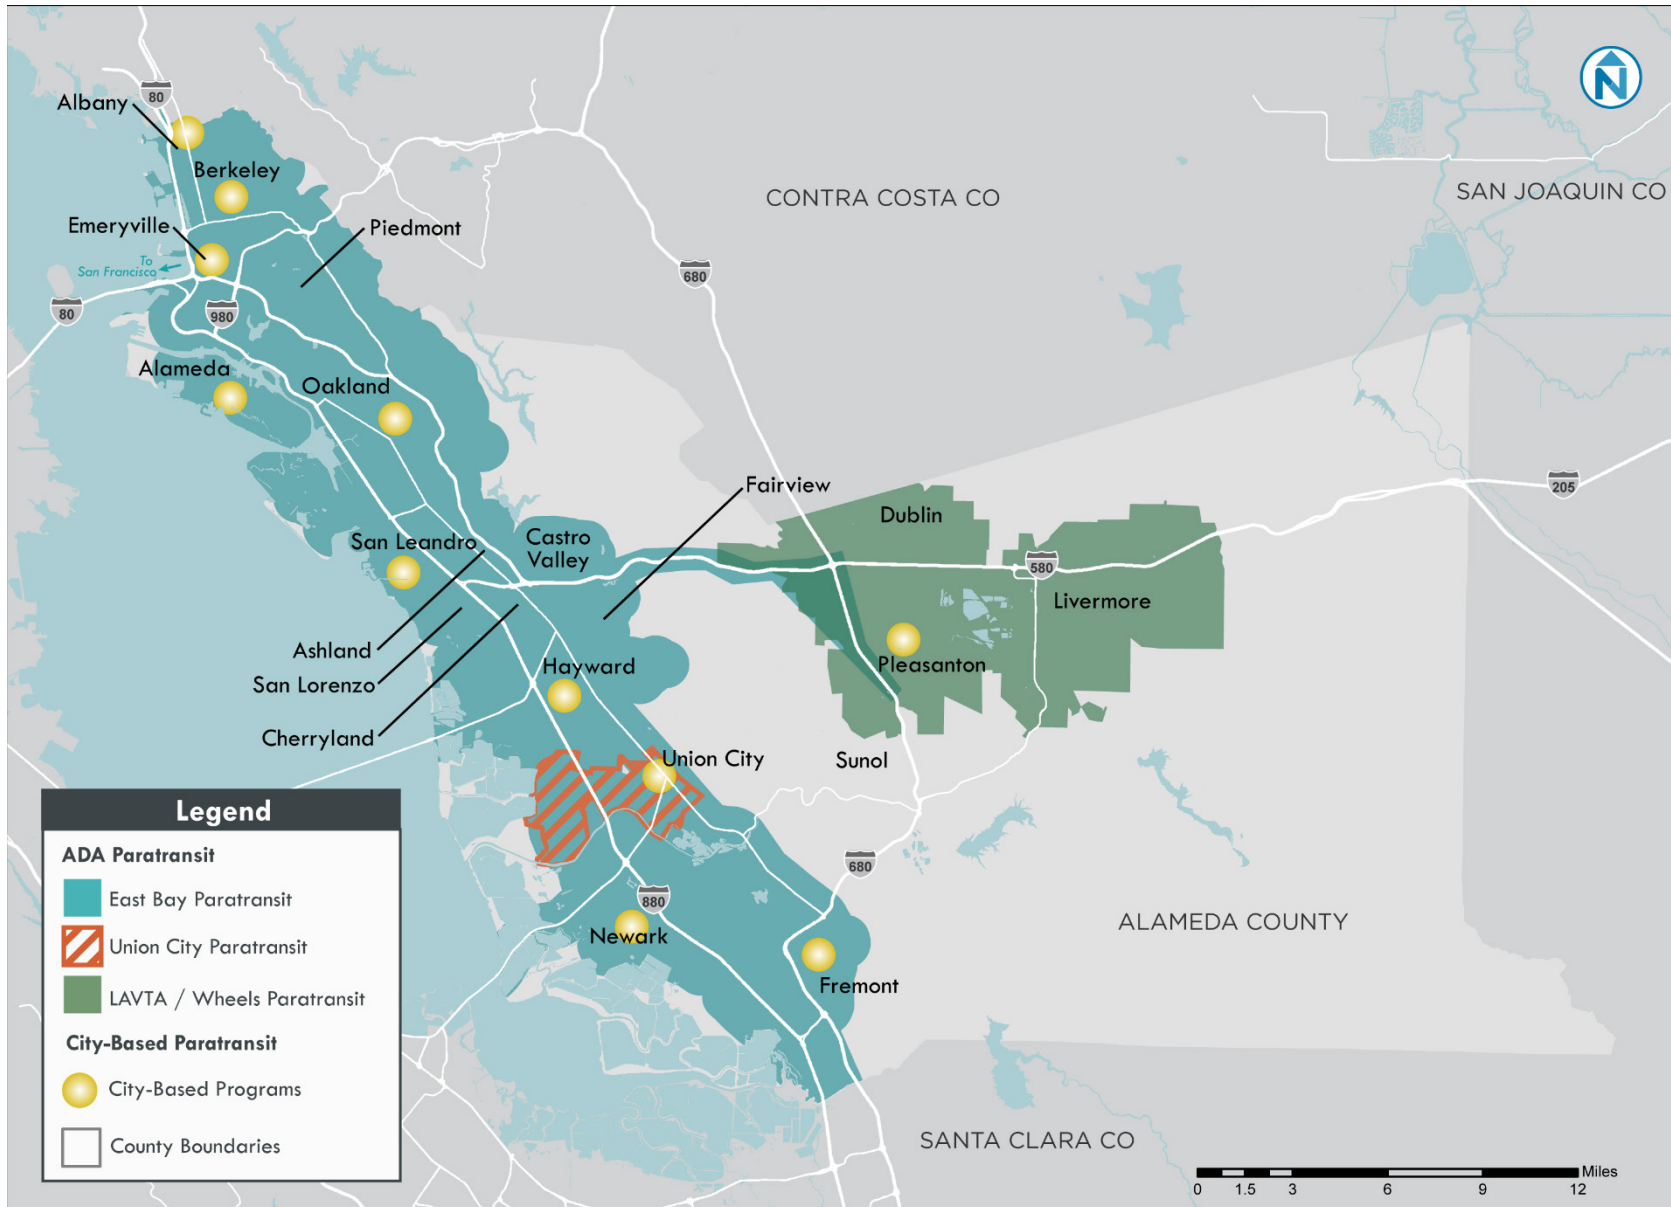 N
80
Albany
Berkeley
CONTRA COSTA CO
SAN JOAQUIN CO
Emeryville
Piedmont
To
San Francisco
680
80
980
Alameda
Oakland
Fairview
205
Dublin
San Leandro
Castro
Valley
580
Livermore
Ashland
San Lorenzo
Hayward
Pleasanton
Cherryland
Union City
Sunol
680
880
Newark
ALAMEDA COUNTY
Fremont
SANTA CLARA CO
Legend
ADA Paratransit
East Bay Paratransit
Union City Paratransit
LAVTA / Wheels Paratransit
City-Based Paratransit
City-Based Programs
County Boundaries
Miles
0 1.5 3 6 9 12